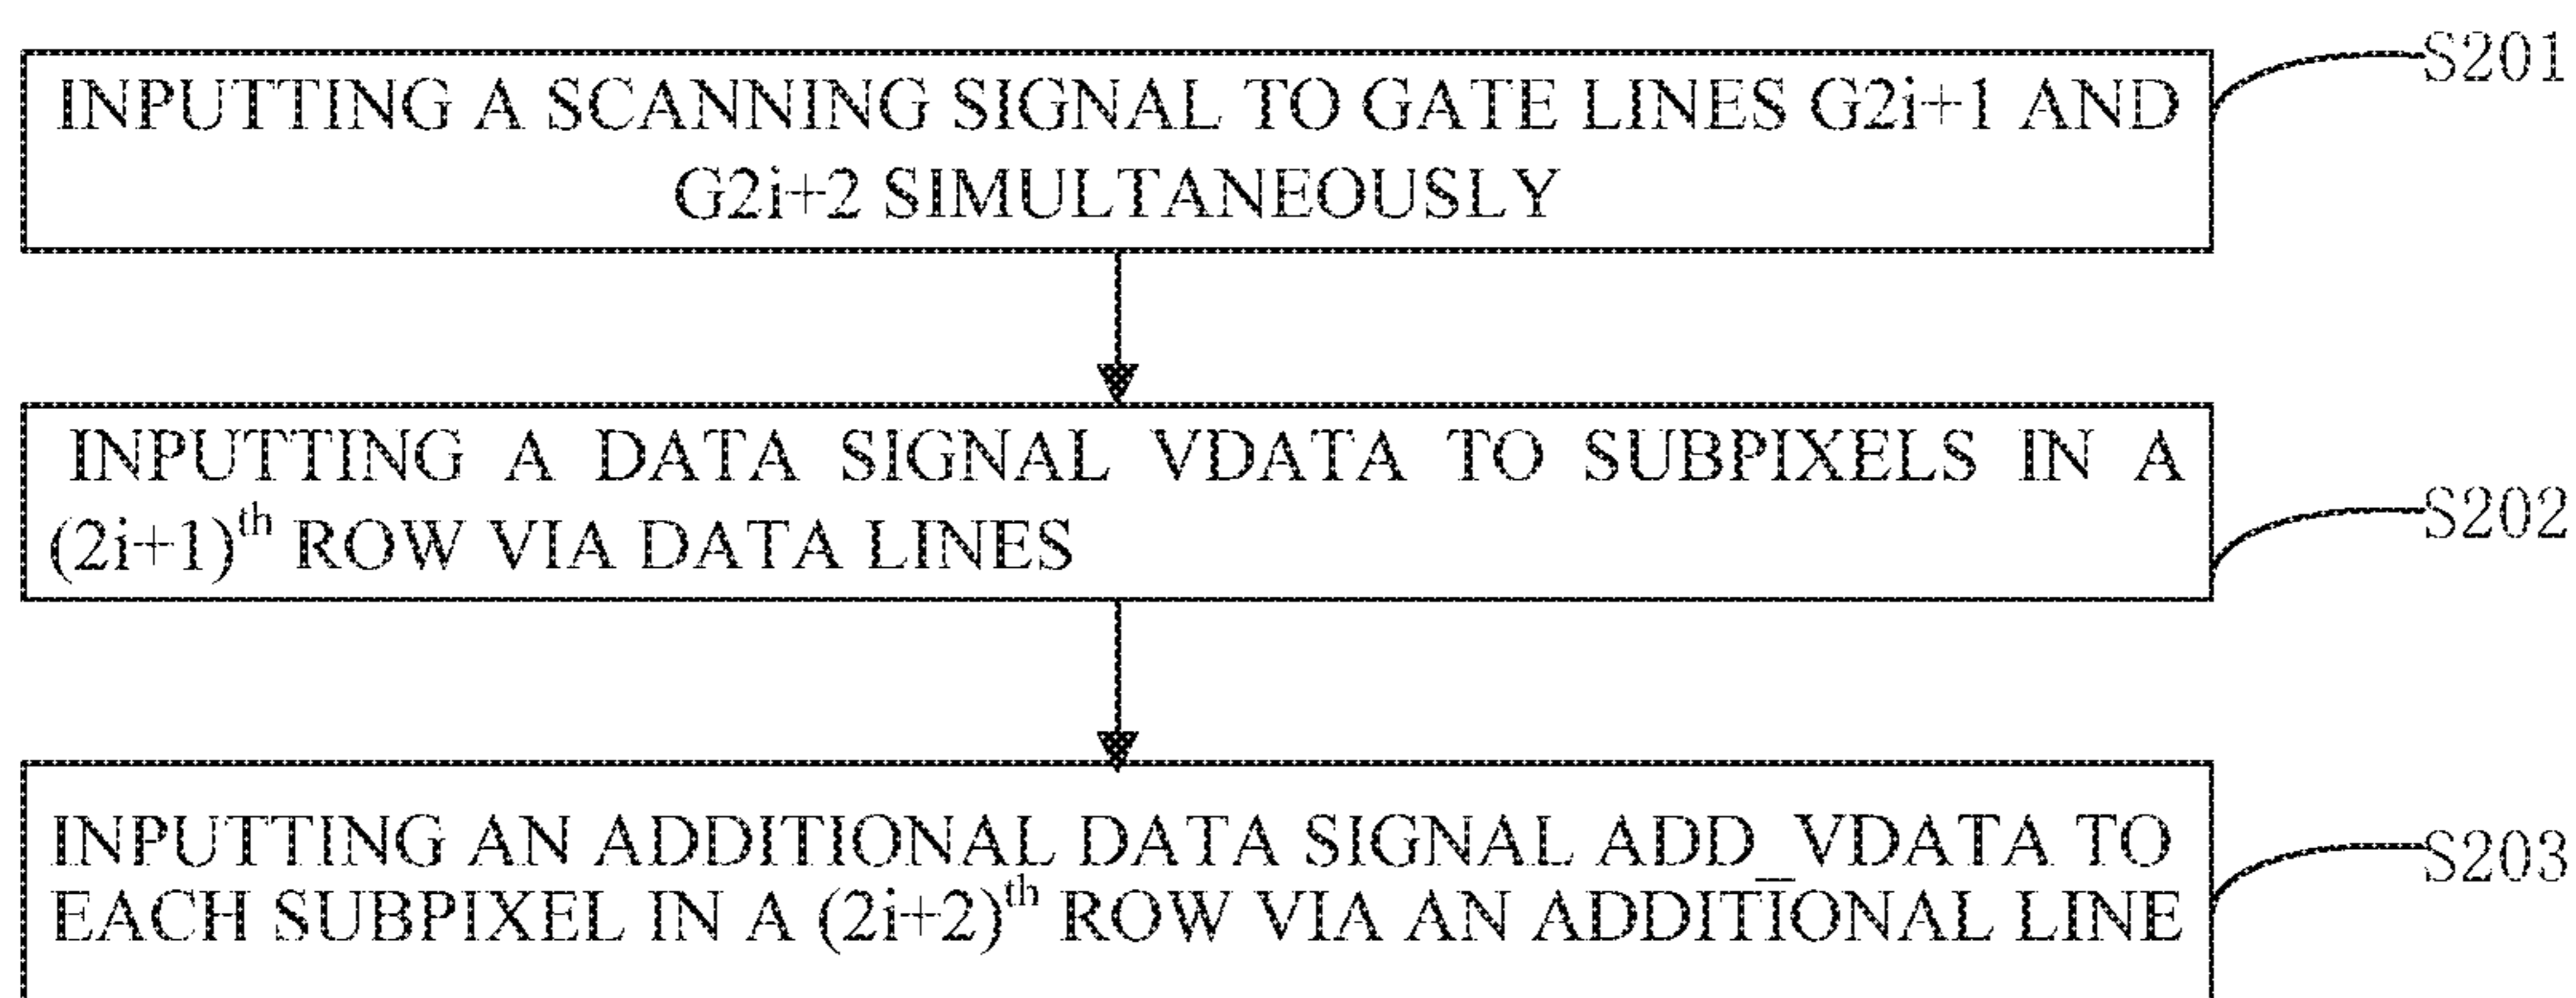 INPUTTING A SCANNING SIGNAL TO GATE LINES G2i+1 AND
G2i+2 SIMULTANEOUSLY
S201
INPUTTING A DATA SIGNAL VDATA TO SUBPIXELS IN A
(2i+1)th ROW VIA DATA LINES
S202
INPUTTING AN ADDITIONAL DATA SIGNAL ADD_VDATA TO
EACH SUBPIXEL IN A (2i+2)th ROW VIA AN ADDITIONAL LINE
S203